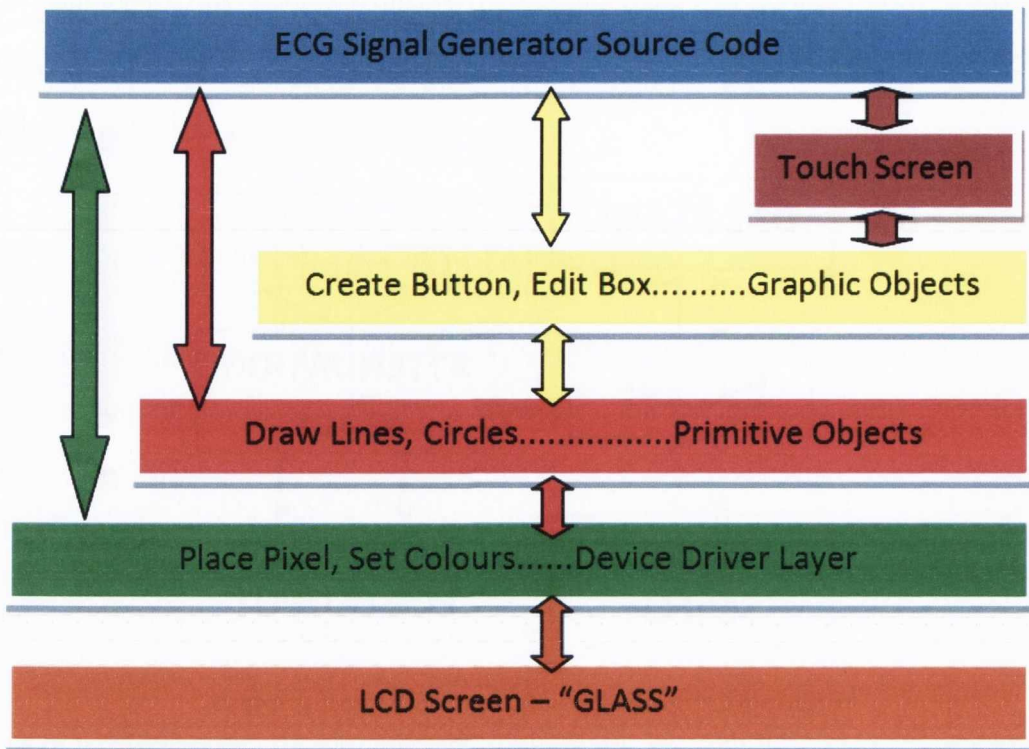 ECG Signal Generator Source Code
Touch Screen
Create Button, Edit Box..........Graphic Objects
Draw Lines, Circles.................Primitive Objects
Place Pixel, Set Colours......Device Driver Layer
LCD Screen – “GLASS”